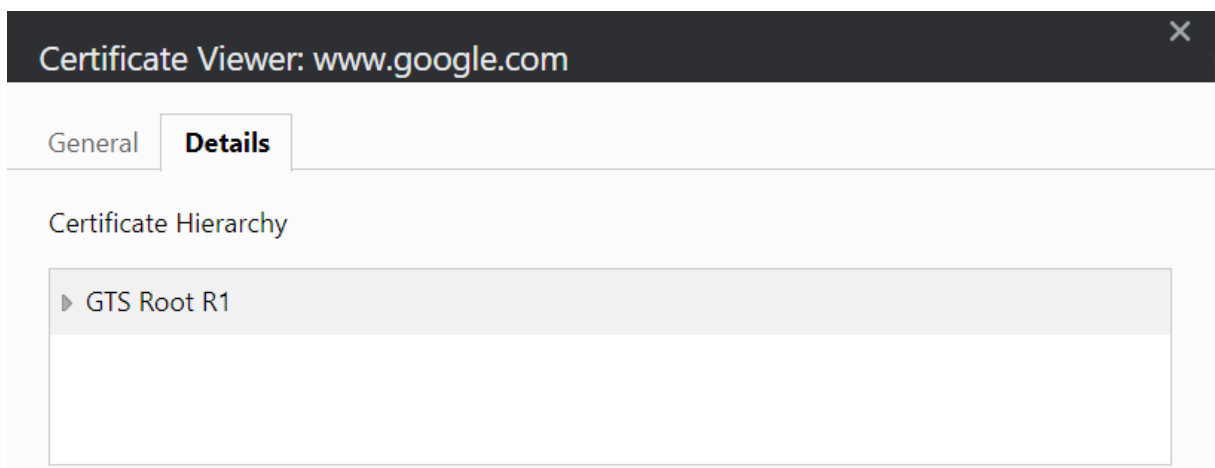 Certificate Viewer: www.google.com
General Details
Certificate Hierarchy
GTS Root R1